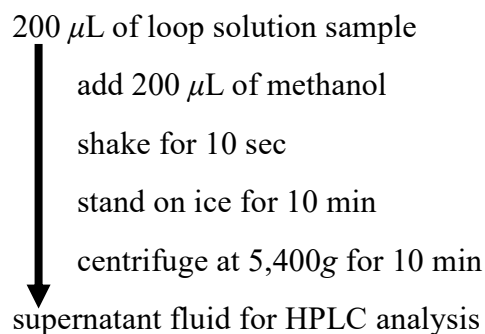 200 μL of loop solution sample
add 200 μL of methanol
shake for 10 sec
stand on ice for 10 min
centrifuge at 5,400g for 10 min
supernatant fluid for HPLC analysis